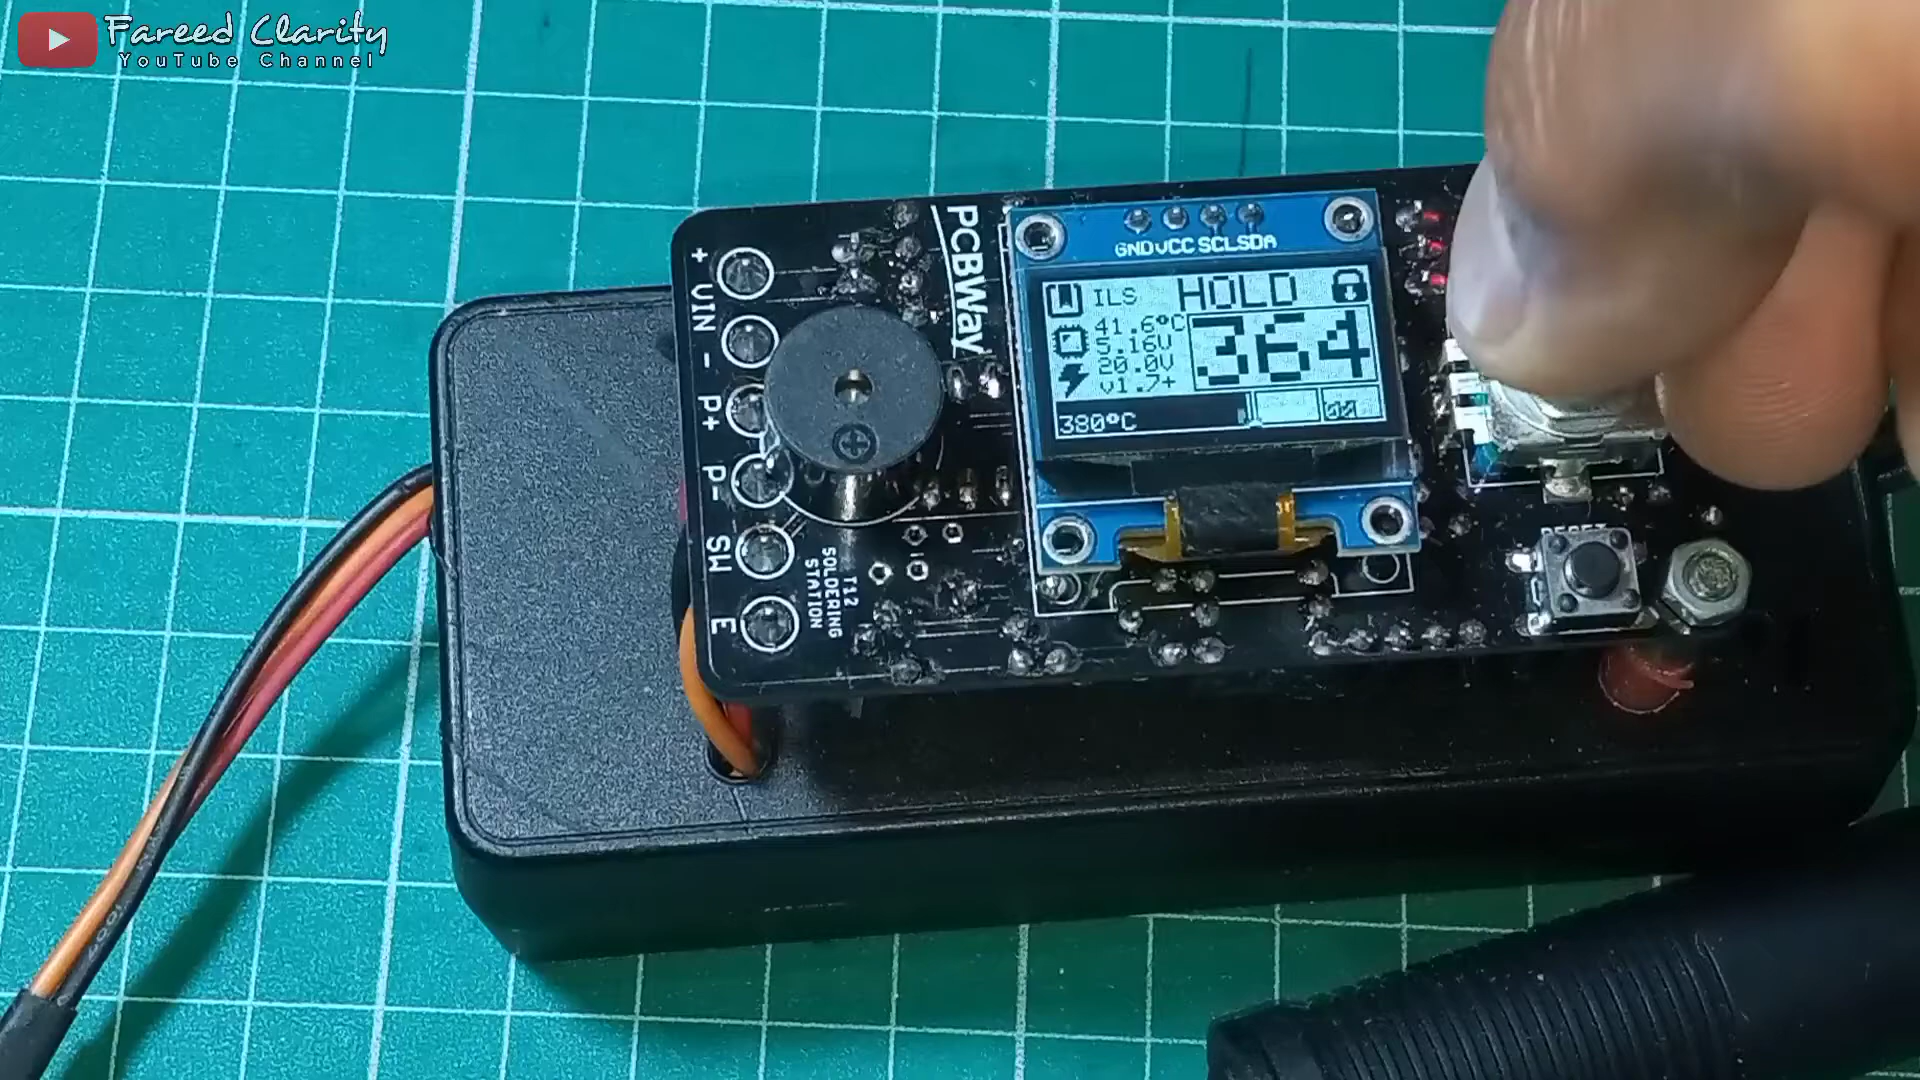 Fareed Clarity
YouTube Channel
PCBWay
+
VIN
-
P+
P-
SW
E
T12
SOLDERING
STATION
GND VCC SCL SDA
ILS
HOLD
41.6°C
5.16V
20.0V
v1.7+
364
380°C
RESET